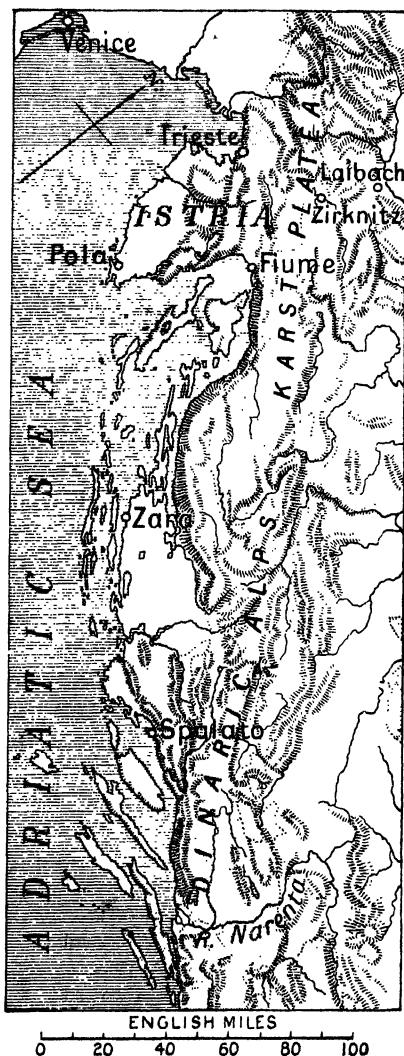 Venice
Trieste
Laibach
Zirknitz
ISTRIA
Pola
Fiume
KARST PLATEA
ADRIATIC SEA
Zara
DINARIC ALPS
Spalato
R. Narenta
ENGLISH MILES
0 20 40 60 80 100